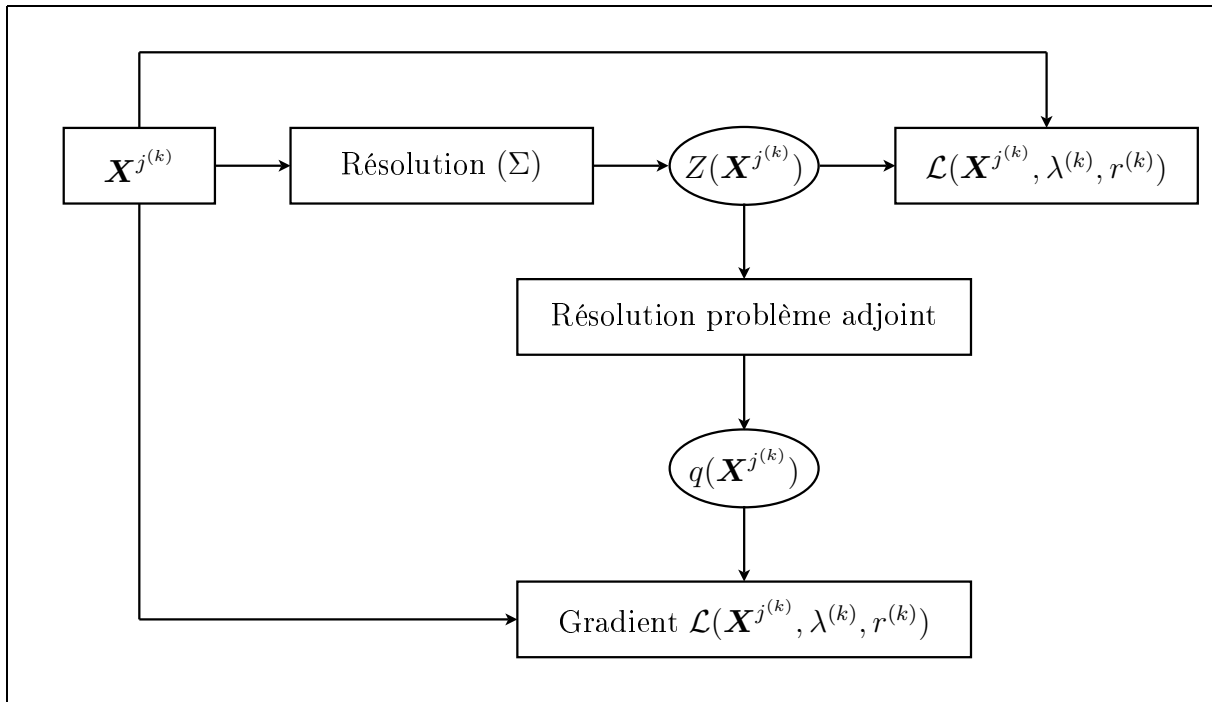 𝑿^{j^{(k)}}
Résolution (Σ)
Z(𝑿^{j^{(k)}})
ℒ(𝑿^{j^{(k)}}, λ^{(k)}, r^{(k)})
Résolution problème adjoint
q(𝑿^{j^{(k)}})
Gradient ℒ(𝑿^{j^{(k)}}, λ^{(k)}, r^{(k)})